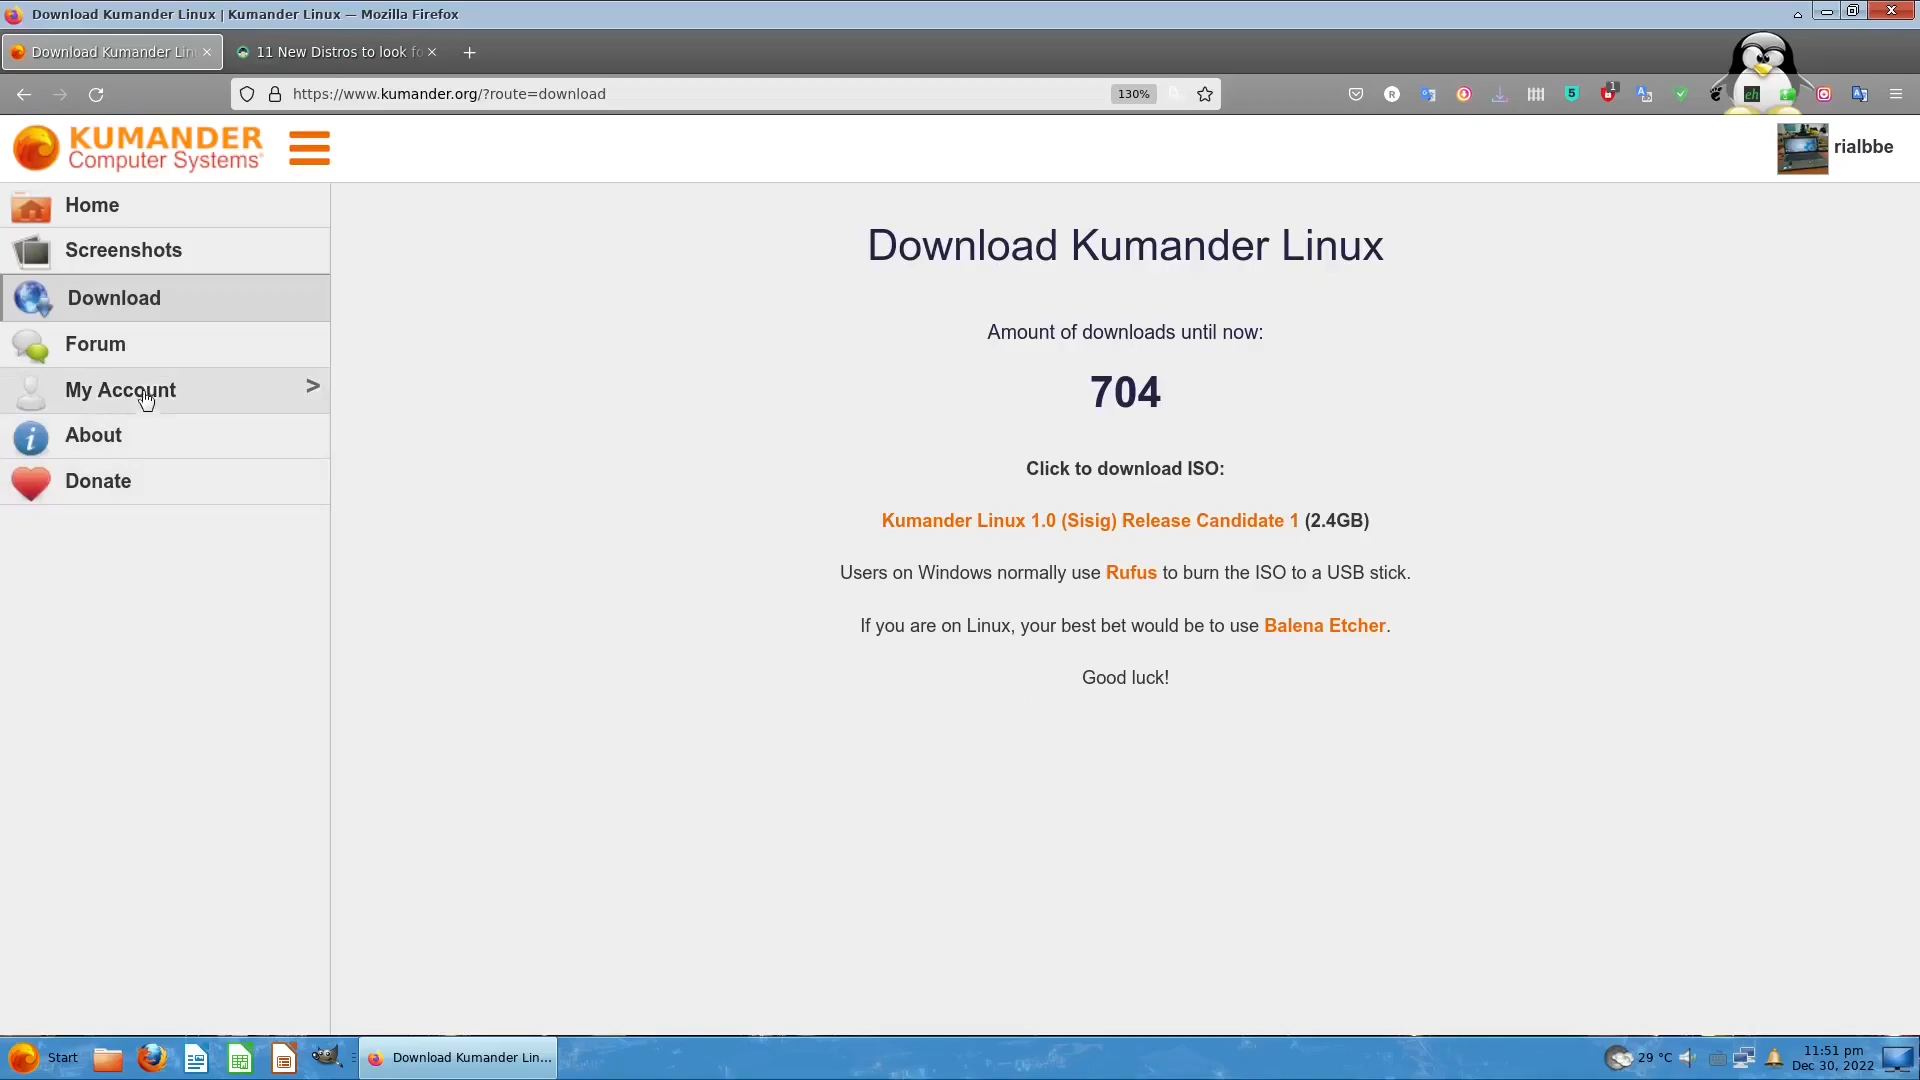 Download Kumander Linux | Kumander Linux — Mozilla Firefox
Download Kumander Lin
11 New Distros to look fo
https://www.kumander.org/?route=download
130%
KUMANDER
Computer Systems
rialbbe
Home
Screenshots
Download
Forum
My Account >
About
Donate
Download Kumander Linux
Amount of downloads until now:
704
Click to download ISO:
Kumander Linux 1.0 (Sisig) Release Candidate 1 (2.4GB)
Users on Windows normally use Rufus to burn the ISO to a USB stick.
If you are on Linux, your best bet would be to use Balena Etcher.
Good luck!
Start
Download Kumander Lin...
29 °C
11:51 pm
Dec 30, 2022